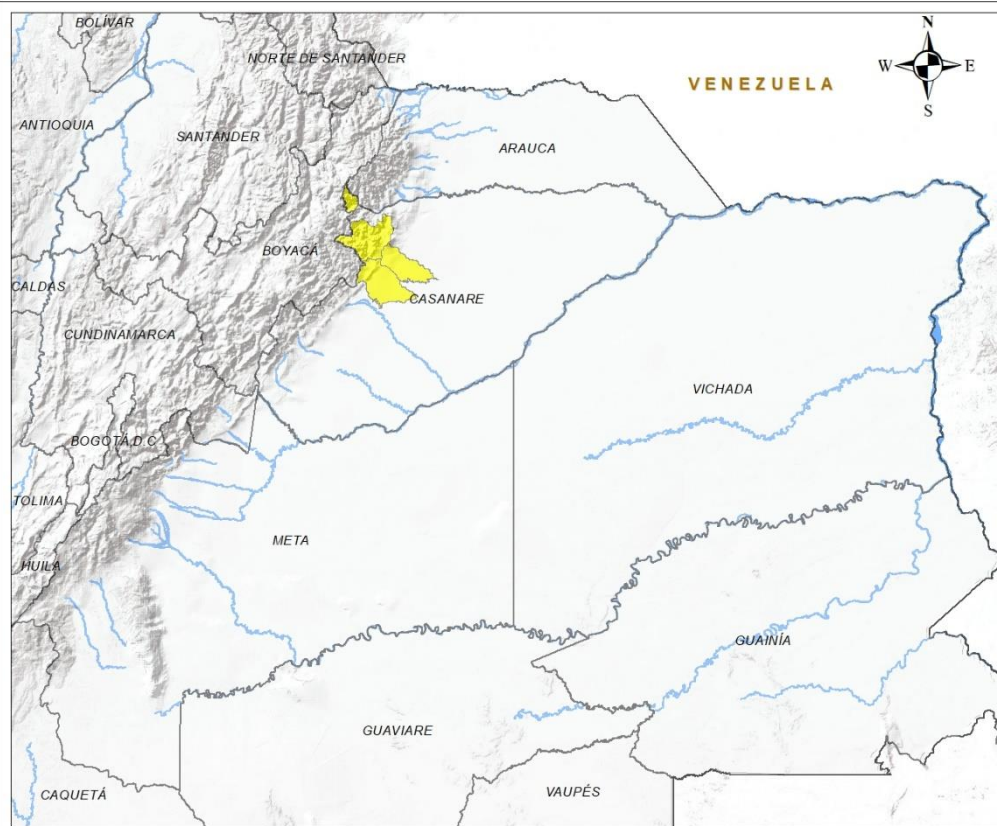 BOLÍVAR
N
NORTE DE SANTANDER
W
E
VENEZUELA
S
ANTIOQUIA
SANTANDER
ARAUCA
BOYACÁ
CALDAS
CASANARE
CUNDINAMARCA
VICHADA
BOGOTÁ D.C
TOLIMA
META
HUILA
GUAINÍA
GUAVIARE
CAQUETÁ
VAUPÉS